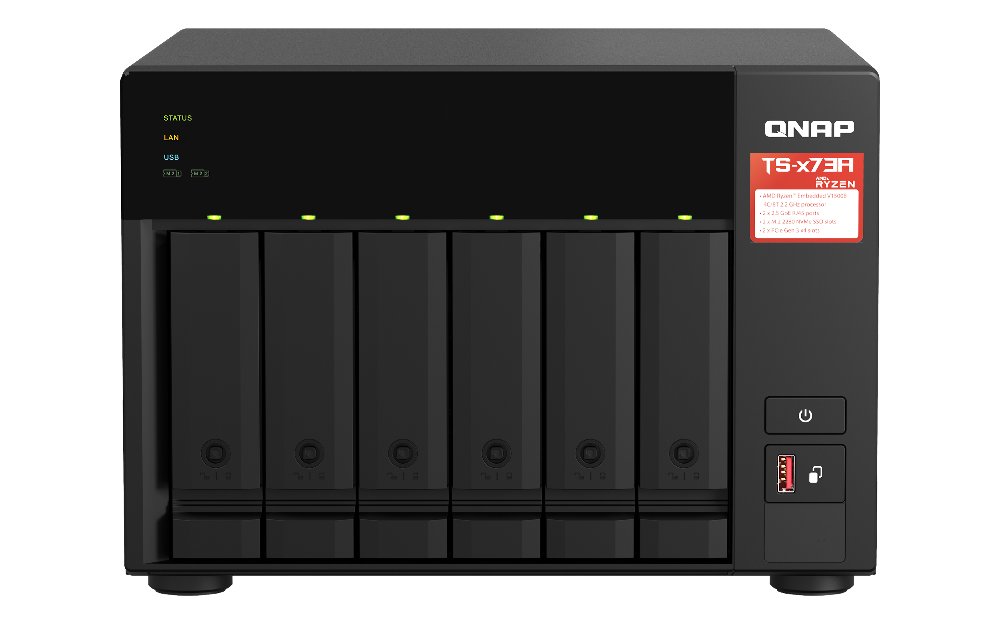 STATUS
LAN
USB
M.2 1
M 2 2
QNAP
TS-x73A
AMD
RYZEN
• AMD Ryzen™ Embedded V1500B
4C/8T 2.2 GHz processor
• 2 x 2.5 GbE RJ45 ports
• 2 x M.2 2280 NVMe SSD slots
• 2 x PCIe Gen 3 x4 slots